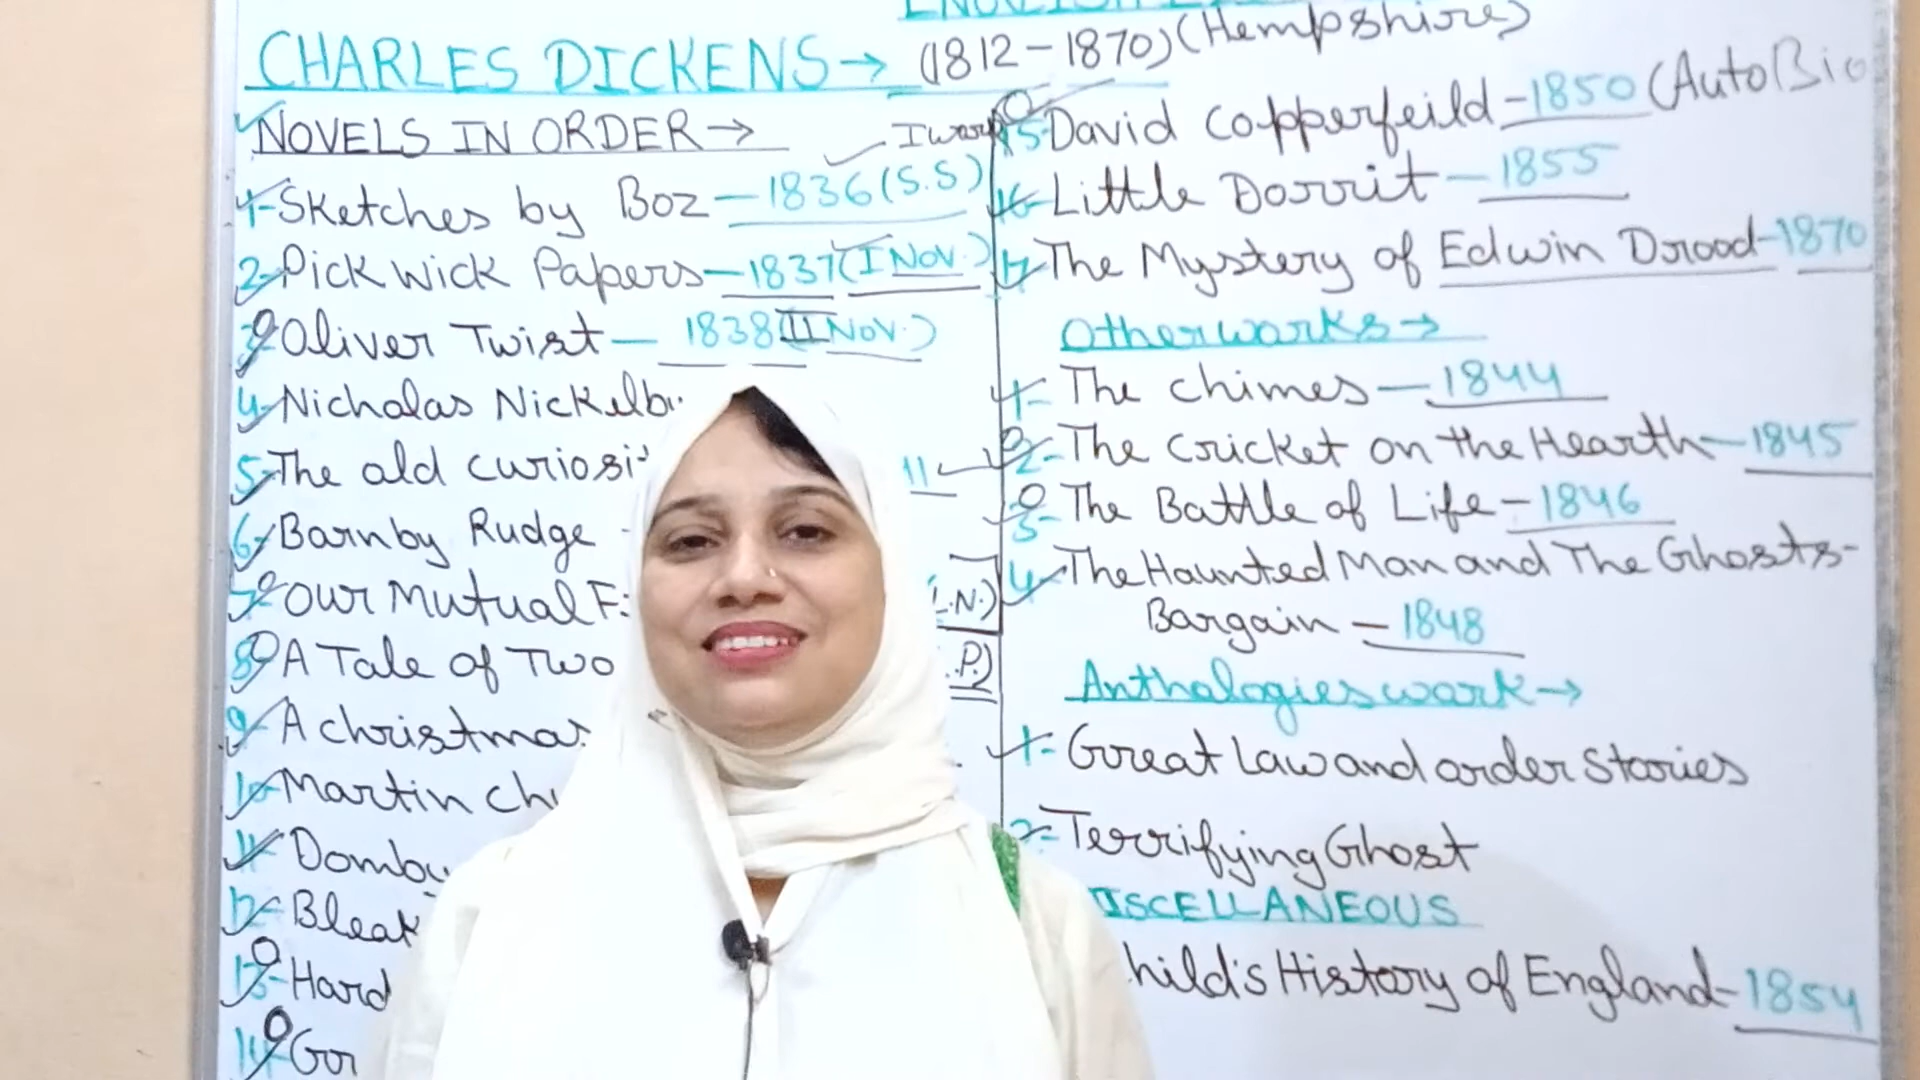 CHARLES DICKENS→ (1812-1870)(Hempshire)
NOVELS IN ORDER→
I warp
1-Sketches by Boz—1836(S.S)
2-Pick Wick Papers—1837(I Nov.)
3-Oliver Twist— 1838(II Nov.)
4-Nicholas Nickelb
5-The old curiosi
6-Barnby Rudge -
7-Our Mutual F
.N.)
8-A Tale of Two
.P.)
9-A christmas
10-Martin ch
11-Domby
12-Bleak
13-Hard
14-Gr
15-David Copperfeild-1850 (AutoBio
16-Little Dorrit—1855
17-The Mystery of Edwin Drood-1870
Other works→
1-The chimes—1844
2-The cricket on the Hearth—1845
3-The Battle of Life-1846
4-The Haunted Man and The Ghosts-
Bargain-1848
Anthologies work→
1-Great Law and order Stories
2-Terrifying Ghost
ISCELLANEOUS
hild's History of England-1854